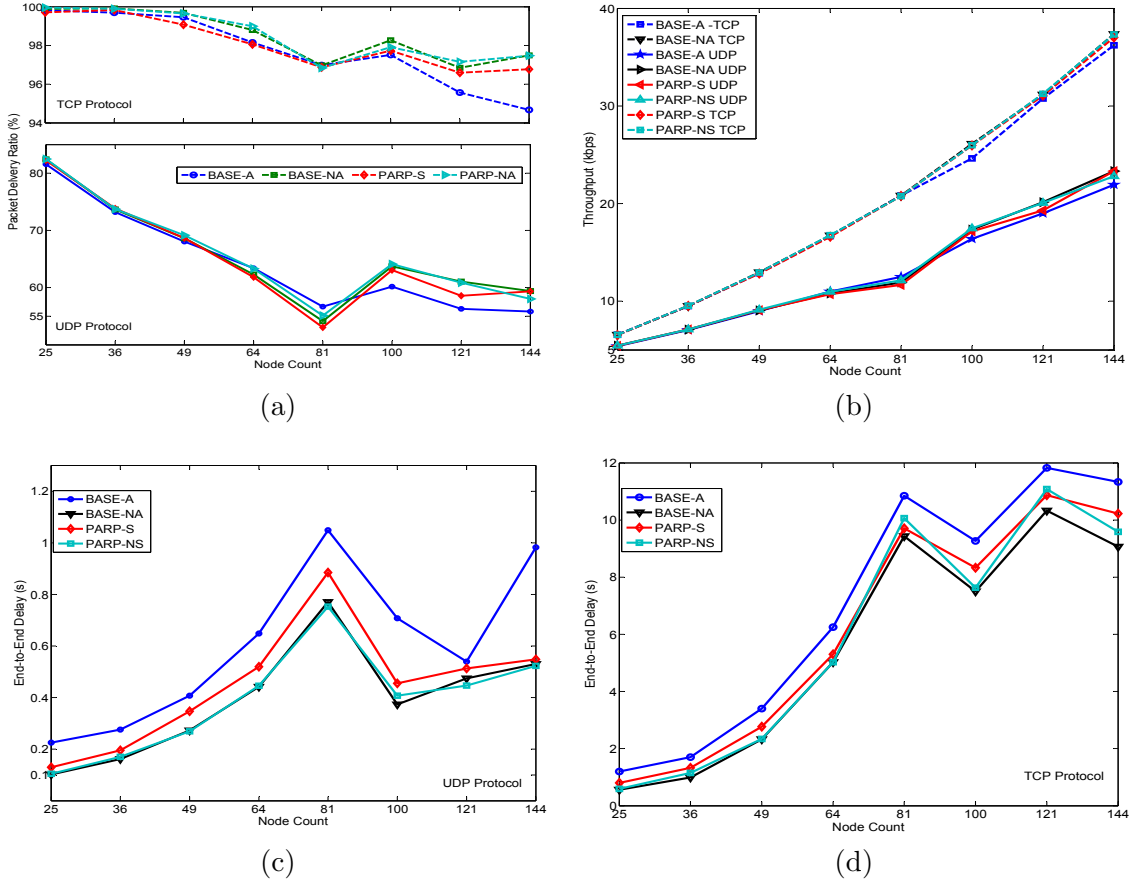 100
98
96
94
TCP Protocol
Packet Delivery Ratio (%)
80
70
60
55
BASE-A BASE-NA PARP-S PARP-NA
UDP Protocol
25 36 49 64 81 100 121 144
Node Count
(a)
40
30
20
10
5
Throughput (kbps)
BASE-A -TCP
BASE-NA TCP
BASE-A UDP
BASE-NA UDP
PARP-S UDP
PARP-NS UDP
PARP-S TCP
PARP-NS TCP
25 36 49 64 81 100 121 144
Node Count
(b)
1.2
1
0.8
0.6
0.4
0.2
0.1
End-to-End Delay (s)
BASE-A
BASE-NA
PARP-S
PARP-NS
UDP Protocol
25 36 49 64 81 100 121 144
Node Count
(c)
12
10
8
6
4
2
0
End-to-End Delay (s)
BASE-A
BASE-NA
PARP-S
PARP-NS
TCP Protocol
25 36 49 64 81 100 121 144
Node Count
(d)